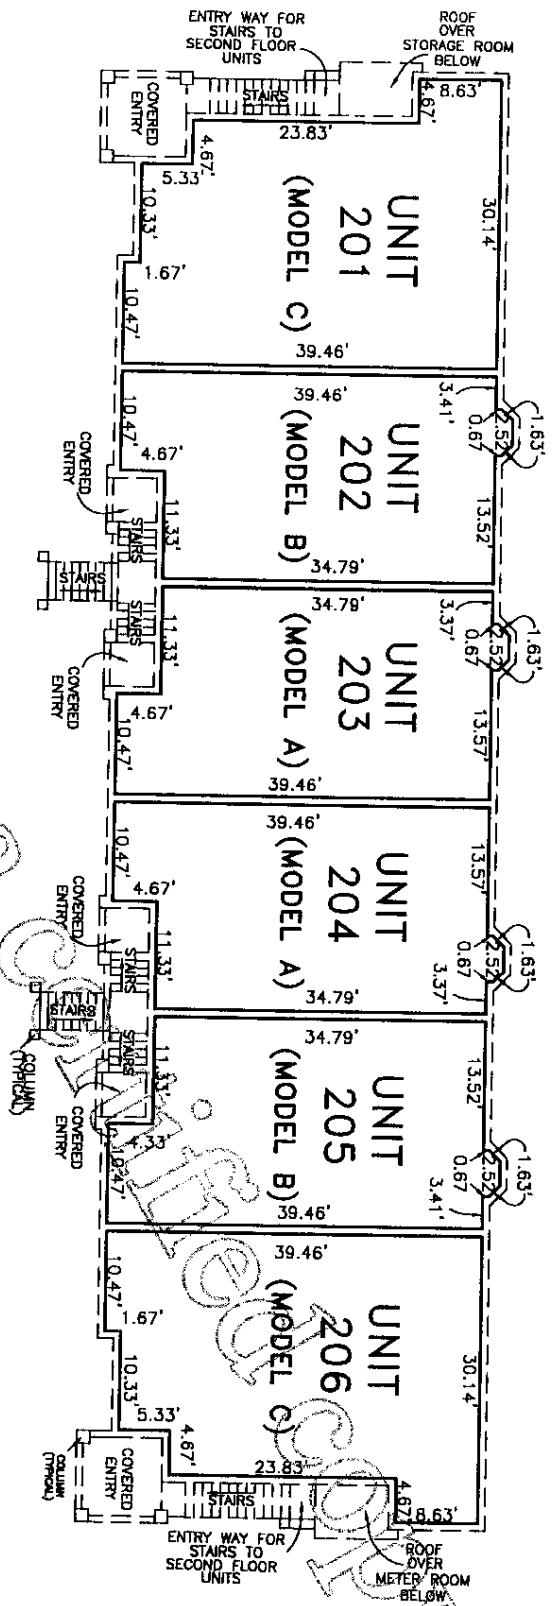 ENTRY WAY FOR
STAIRS TO
SECOND FLOOR
UNITS
ROOF
OVER
STORAGE ROOM
BELOW
COVERED
ENTRY
STAIRS
4.67'
8.63'
23.83'
4.67'
5.33'
10.33'
1.67'
10.47'
30.14'
39.46'
UNIT
201
(MODEL C)
39.46'
10.47'
4.67'
11.33'
34.79'
3.41'
1.63'
2.52'
0.67
13.52'
UNIT
202
(MODEL B)
COVERED
ENTRY
STAIRS
STAIRS
STAIRS
34.79'
11.33'
4.67'
10.47'
39.46'
3.37'
1.63'
2.52'
0.67
13.57'
UNIT
203
(MODEL A)
COVERED
ENTRY
39.46'
10.47'
4.67'
11.33'
34.79'
13.57'
1.63'
2.52'
0.67
3.37'
UNIT
204
(MODEL A)
COVERED
ENTRY
STAIRS
STAIRS
STAIRS
COLUMN
(TYPICAL)
34.79'
11.33'
4.33'
10.47'
39.46'
13.52'
1.63'
2.52'
0.67
3.41'
UNIT
205
(MODEL B)
COVERED
ENTRY
39.46'
10.47'
1.67'
10.33'
5.33'
4.67'
23.83'
4.67'
8.63'
30.14'
UNIT
206
(MODEL C)
COLUMN
(TYPICAL)
COVERED
ENTRY
STAIRS
ENTRY WAY FOR
STAIRS TO
SECOND FLOOR
UNITS
ROOF
OVER
METER ROOM
BELOW